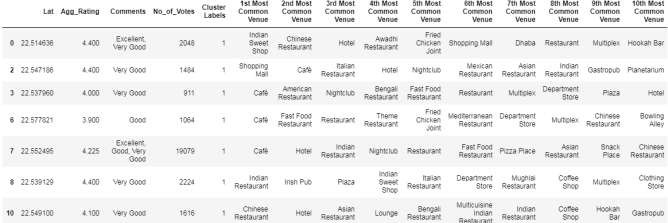 Lat Agg_Rating Comments No_of_Votes Cluster Labels 1st Most Common Venue 2nd Most Common Venue 3rd Most Common Venue 4th Most Common Venue 5th Most Common Venue 6th Most Common Venue 7th Most Common Venue 8th Most Common Venue 9th Most Common Venue 10th Most Common Venue
0 22.514636 4.400 Excellent, Very Good 2048 1 Indian Sweet Shop Chinese Restaurant Hotel Awadhi Restaurant Fried Chicken Joint Shopping Mall Dhaba Restaurant Multiplex Hookah Bar
2 22.547186 4.400 Very Good 1484 1 Shopping Mall Café Italian Restaurant Hotel Nightclub Mexican Restaurant Asian Restaurant Indian Restaurant Gastropub Planetarium
3 22.537960 4.000 Very Good 911 1 Café American Restaurant Nightclub Bengali Restaurant Fast Food Restaurant Restaurant Multiplex Department Store Plaza Hotel
6 22.577821 3.900 Good 1064 1 Café Fast Food Restaurant Restaurant Theme Restaurant Fried Chicken Joint Mediterranean Restaurant Department Store Multiplex Chinese Restaurant Bowling Alley
7 22.552495 4.225 Excellent, Good, Very Good 19079 1 Café Hotel Indian Restaurant Nightclub Restaurant Fast Food Restaurant Pizza Place Asian Restaurant Snack Place Chinese Restaurant
8 22.539129 4.400 Very Good 2224 1 Indian Restaurant Irish Pub Plaza Indian Sweet Shop Italian Restaurant Department Store Mughlai Restaurant Coffee Shop Multiplex Clothing Store
10 22.549100 4.100 Very Good 1616 1 Chinese Restaurant Hotel Asian Restaurant Lounge Bengali Restaurant Multicuisine Indian Restaurant Indian Restaurant Coffee Shop Hookah Bar Gastropub